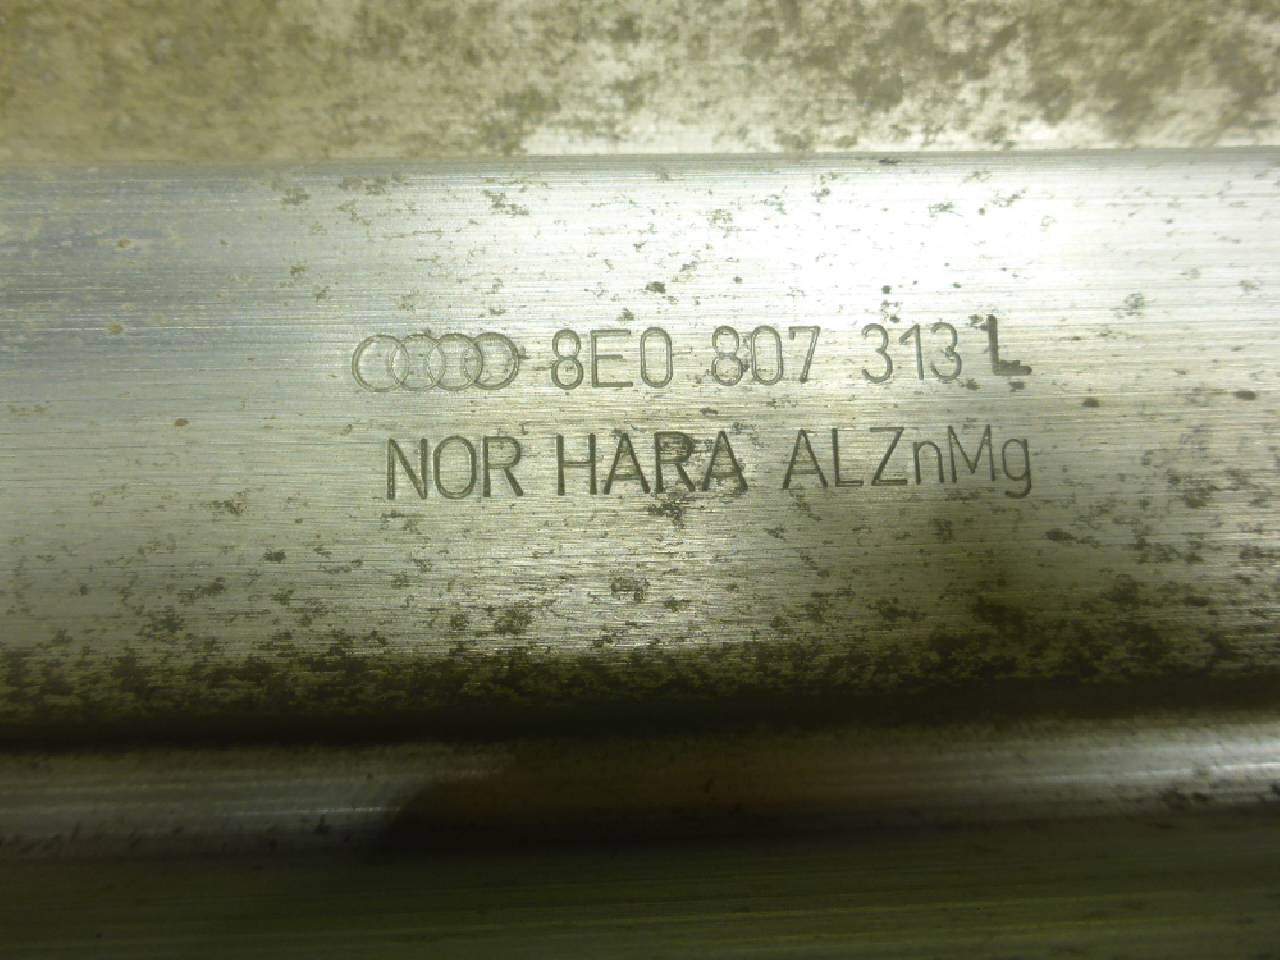 8E0 807 313 L
NOR HARA ALZnMg